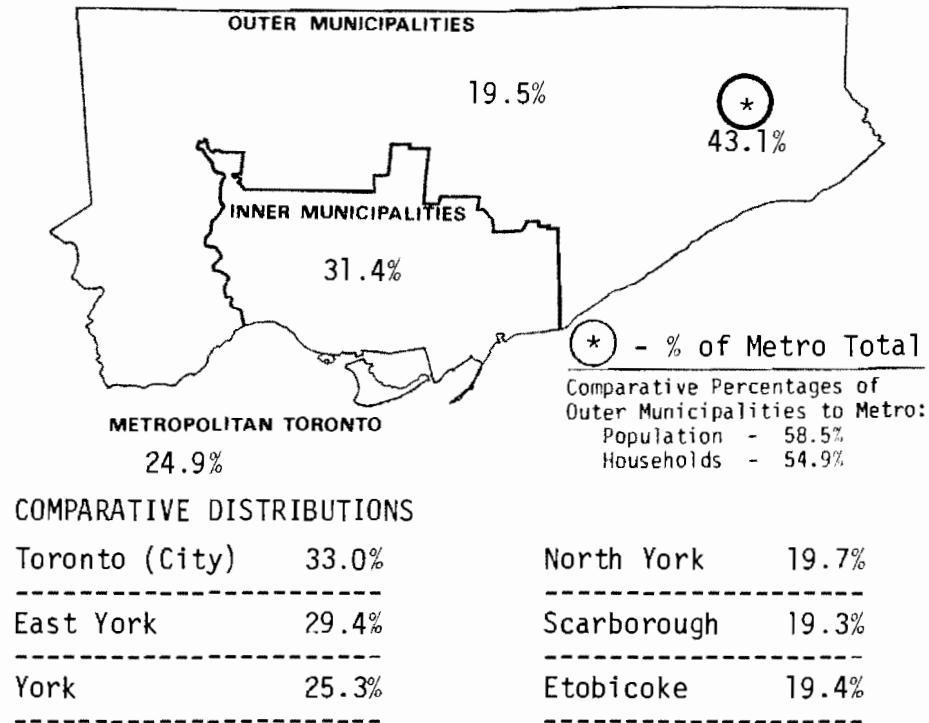 OUTER MUNICIPALITIES
19.5%
*
43.1%
INNER MUNICIPALITIES
31.4%
* - % of Metro Total
Comparative Percentages of
Outer Municipalities to Metro:
Population - 58.5%
Households - 54.9%
METROPOLITAN TORONTO
24.9%
COMPARATIVE DISTRIBUTIONS
Toronto (City) 33.0% North York 19.7%
East York 29.4% Scarborough 19.3%
York 25.3% Etobicoke 19.4%